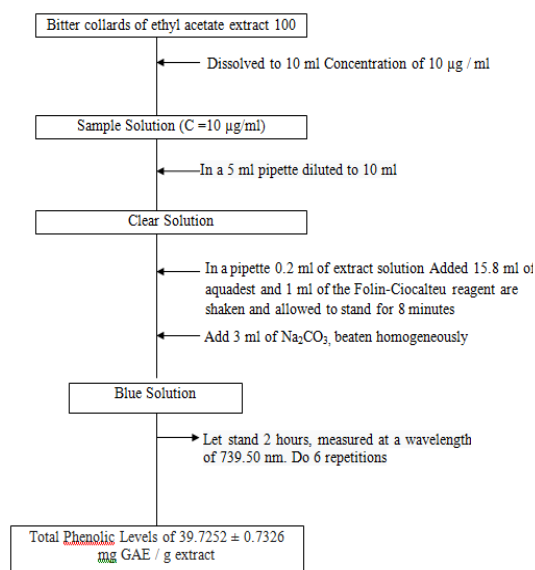 Bitter collards of ethyl acetate extract 100
Dissolved to 10 ml Concentration of 10 µg / ml
Sample Solution (C =10 µg/ml)
In a 5 ml pipette diluted to 10 ml
Clear Solution
In a pipette 0.2 ml of extract solution Added 15.8 ml of
aquadest and 1 ml of the Folin-Ciocalteu reagent are
shaken and allowed to stand for 8 minutes
Add 3 ml of Na₂CO₃, beaten homogeneously
Blue Solution
Let stand 2 hours, measured at a wavelength
of 739.50 nm. Do 6 repetitions
Total Phenolic Levels of 39.7252 ± 0.7326
mg GAE / g extract